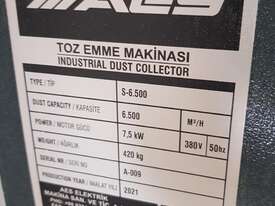 AES
TOZ EMME MAKİNASI
INDUSTRIAL DUST COLLECTOR
TYPE / TİP S-6.500
DUST CAPACITY / KAPASİTE 6.500 M³/H
POWER / MOTOR GÜCÜ 7,5 kW 380V 50hz
WEIGHT / AĞIRLIK 420 kg
SERIAL NR / SERİ NO A-009
PRODUCTION YEAR / İMALAT YILI 2021
AES ELEKTRİK
MAKİNA SAN. VE TİC.